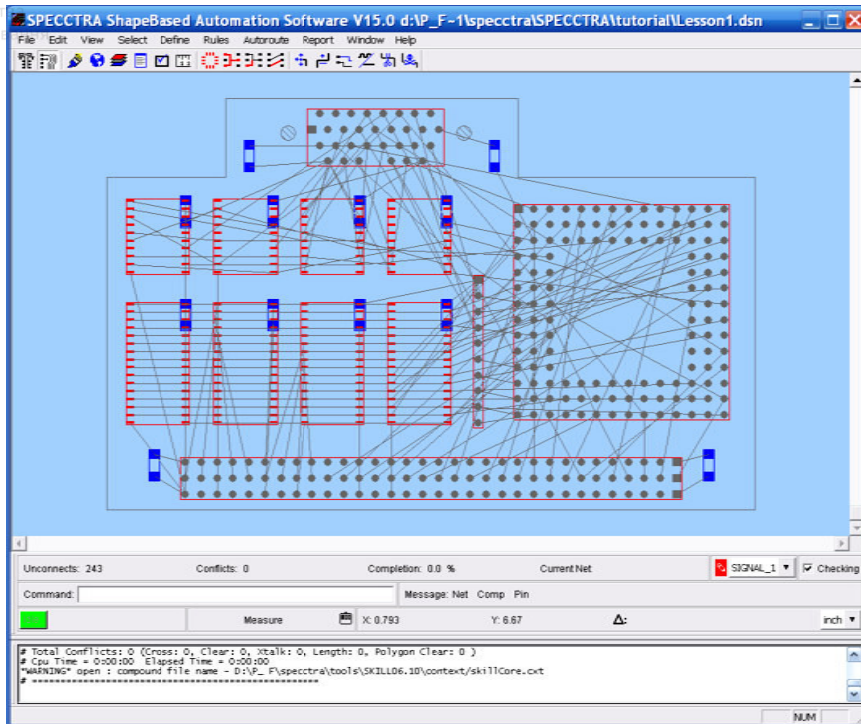 SPECCTRA ShapeBased Automation Software V15.0 d:\P_F~1\specctra\SPECCTRA\tutorial\Lesson1.dsn
File Edit View Select Define Rules Autoroute Report Window Help
Unconnects: 243 Conflicts: 0 Completion: 0.0 % Current Net SIGNAL_1 Checking
Command: Message: Net Comp Pin
Measure X: 0.793 Y: 6.67 Δ: inch
# Total Conflicts: 0 (Cross: 0, Clear: 0, Xtalk: 0, Length: 0, Polygon Clear: 0 )
# Cpu Time = 0:00:00 Elapsed Time = 0:00:00
*WARNING* open : compound file name - D:\P_ F\specctra\tools\SKILL06.10\context/skillCore.cxt
# ==================================================
NUM